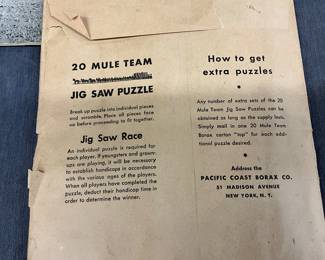 20 MULE TEAM
JIG SAW PUZZLE
Break up puzzle into individual pieces
and scramble. Place all pieces face
up before proceeding to fit together.
Jig Saw Race
An individual puzzle is required for
each player. If youngsters and grown-
ups are playing, it will be necessary
to establish handicaps in accordance
with the various ages of the players.
When all players have completed the
puzzle, deduct their handicap time in
order to determine the winner.
How to get
extra puzzles
Any number of extra sets of the 20
Mule Team Jig Saw Puzzles can be
obtained as long as the supply lasts.
Simply mail in one 20 Mule Team
Borax carton "top" for each addi-
tional puzzle desired.
Address the
PACIFIC COAST BORAX CO.
51 MADISON AVENUE
NEW YORK, N. Y.